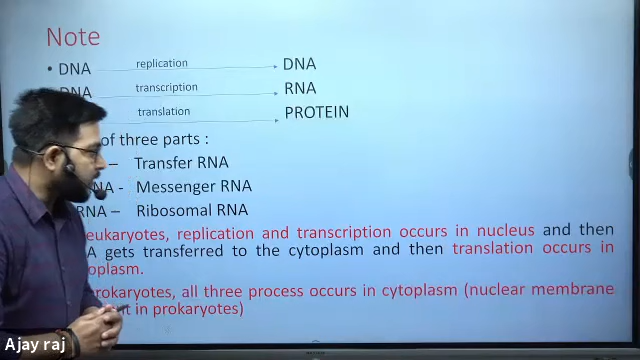 Note
• DNA replication DNA
DNA transcription RNA
translation PROTEIN
of three parts :
– Transfer RNA
NA - Messenger RNA
RNA – Ribosomal RNA
eukaryotes, replication and transcription occurs in nucleus and then
A gets transferred to the cytoplasm and then translation occurs in
oplasm.
prokaryotes, all three process occurs in cytoplasm (nuclear membrane
nt in prokaryotes)
Ajay raj